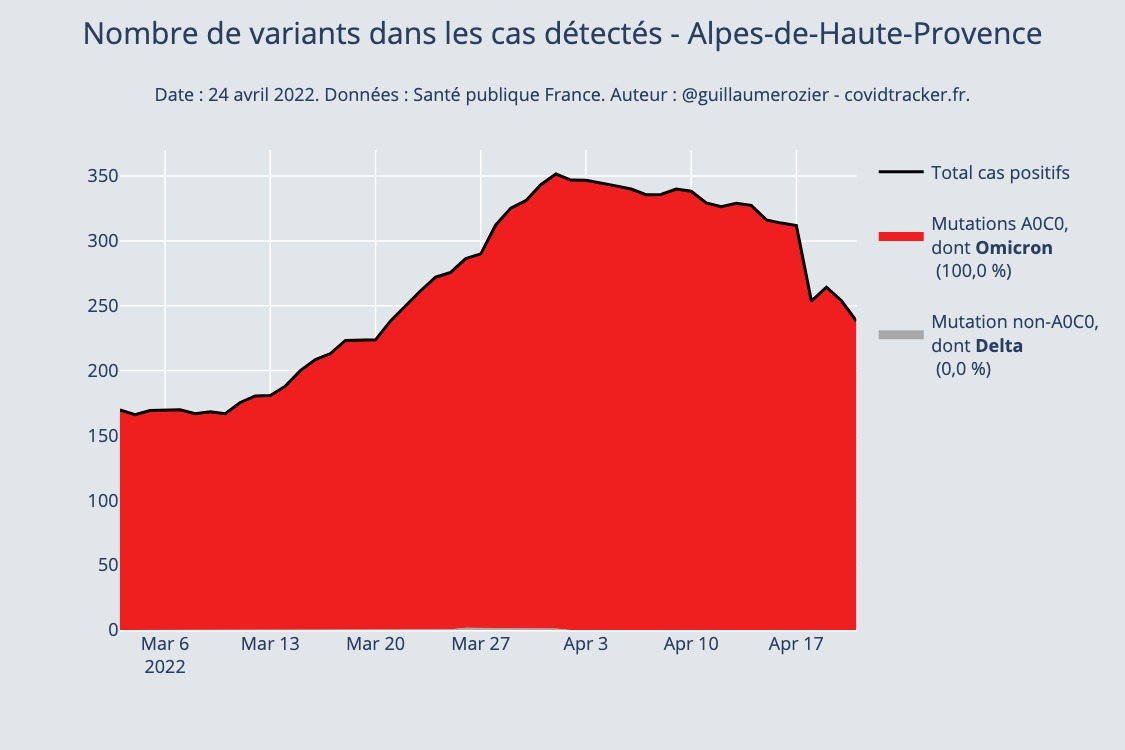 Nombre de variants dans les cas détectés - Alpes-de-Haute-Provence
Date : 24 avril 2022. Données : Santé publique France. Auteur : @guillaumerozier - covidtracker.fr.
350
300
250
200
150
100
50
0
Mar 6
2022
Mar 13
Mar 20
Mar 27
Apr 3
Apr 10
Apr 17
Total cas positifs
Mutations A0C0,
dont Omicron
(100,0 %)
Mutation non-A0C0,
dont Delta
(0,0 %)